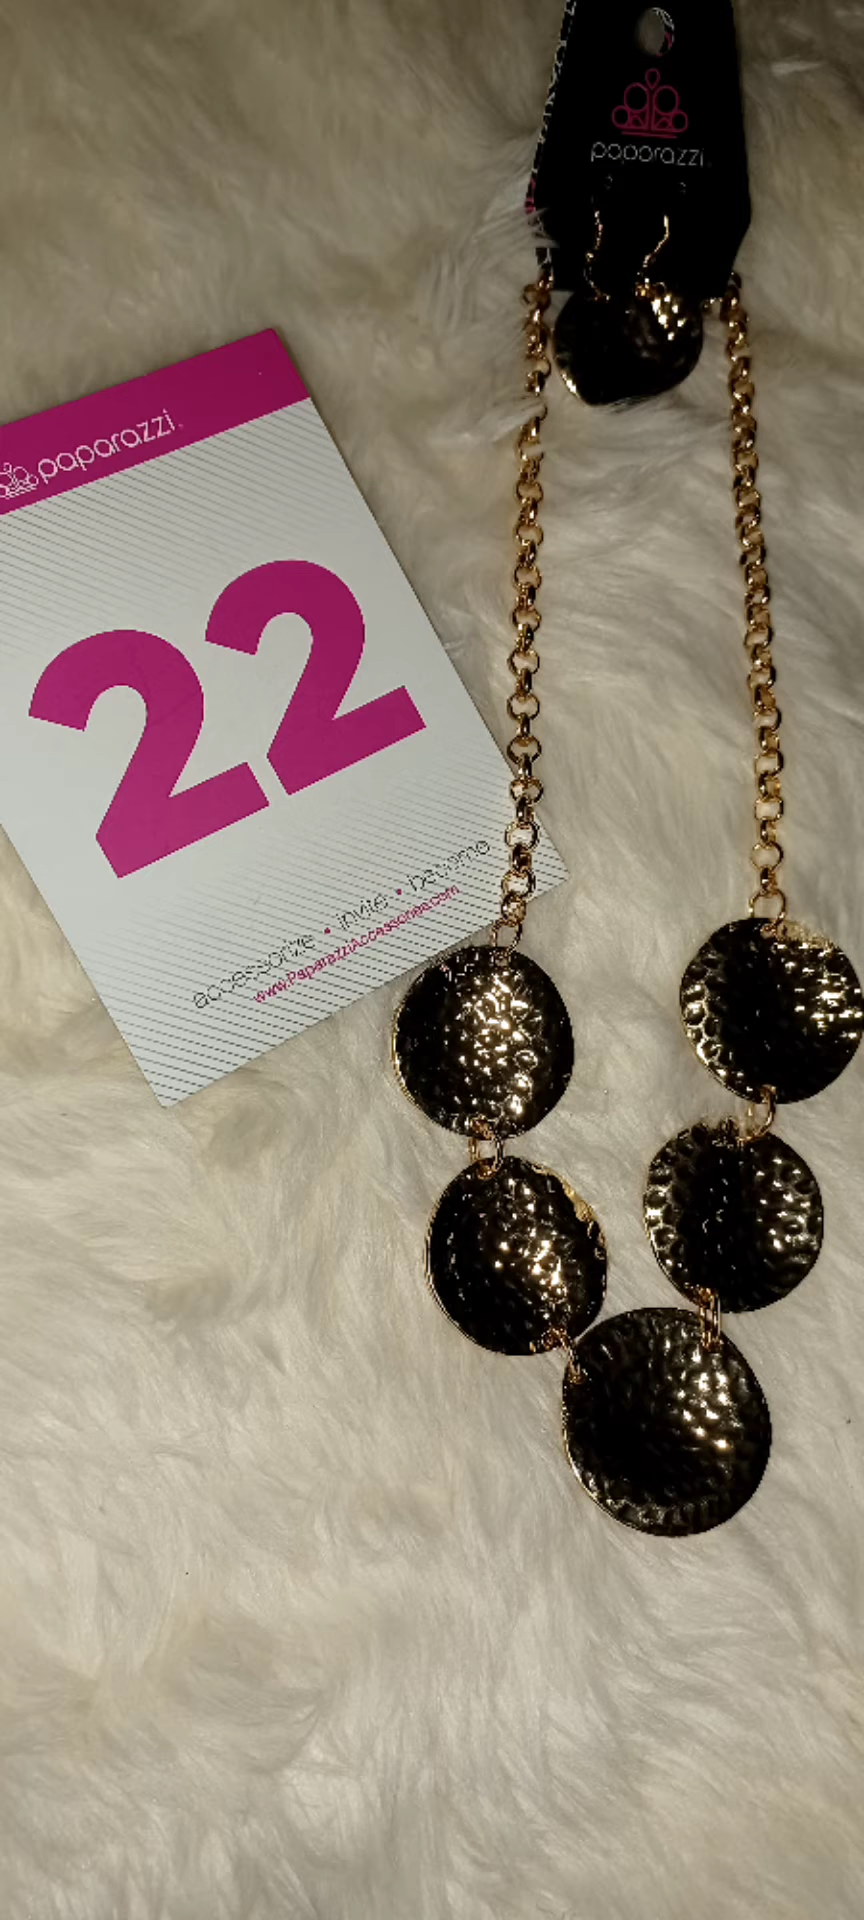 paparazzi
paparazzi
22
accessorize • invite • become
www.PaparazziAccessories.com